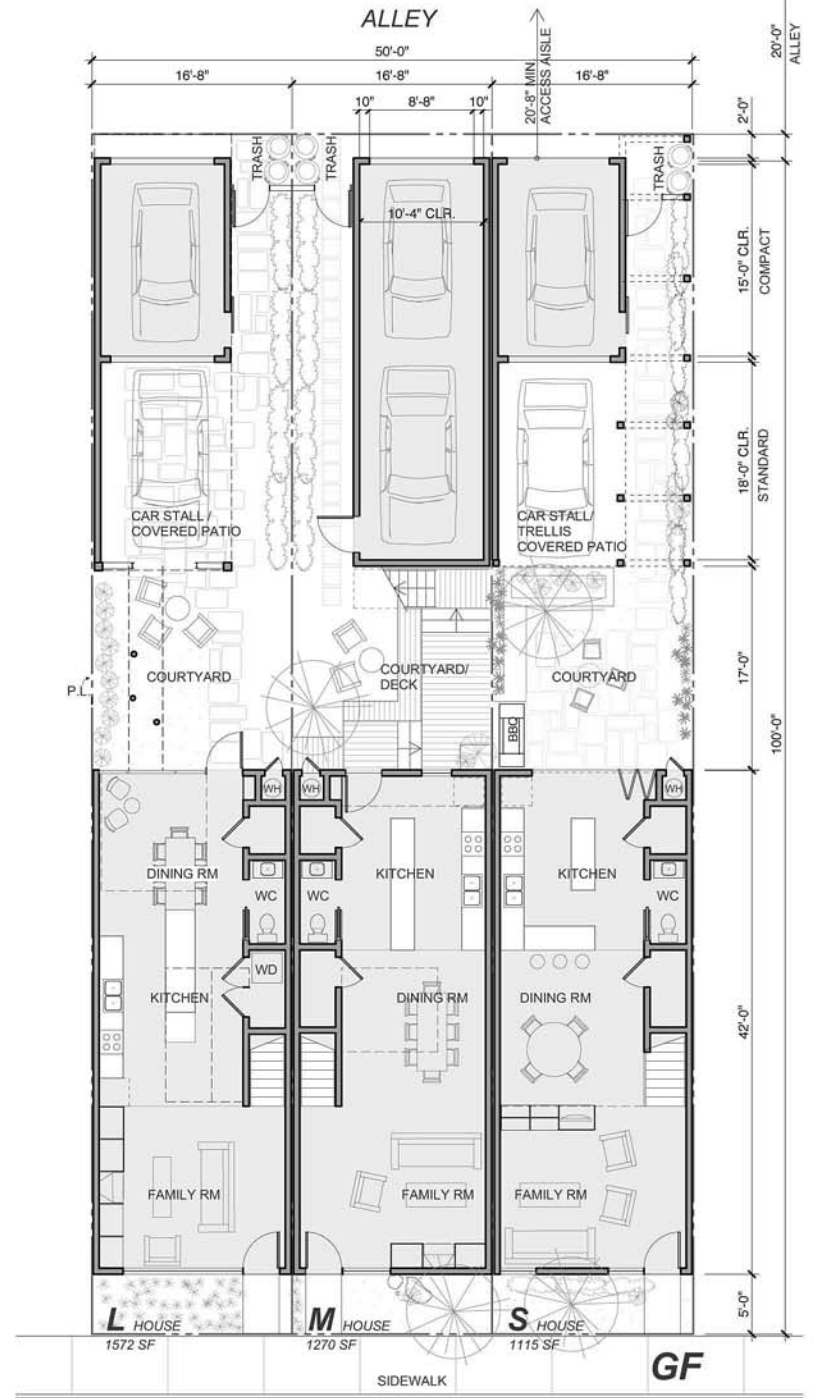 ALLEY
50'-0"
16'-8"
16'-8"
16'-8"
10"
8'-8"
10"
20'-8" MIN
ACCESS AISLE
20'-0"
ALLEY
2'-0"
TRASH
TRASH
TRASH
10'-4" CLR.
15'-0" CLR.
COMPACT
18'-0" CLR.
STANDARD
CAR STALL /
COVERED PATIO
CAR STALL/
TRELLIS
COVERED PATIO
COURTYARD
COURTYARD/
DECK
COURTYARD
P.L.
17'-0"
100'-0"
BBQ
WH
WH
WH
DINING RM
KITCHEN
KITCHEN
WC
WC
WC
WD
KITCHEN
DINING RM
DINING RM
42'-0"
FAMILY RM
FAMILY RM
FAMILY RM
5'-0"
L HOUSE
1572 SF
M HOUSE
1270 SF
S HOUSE
1115 SF
GF
SIDEWALK